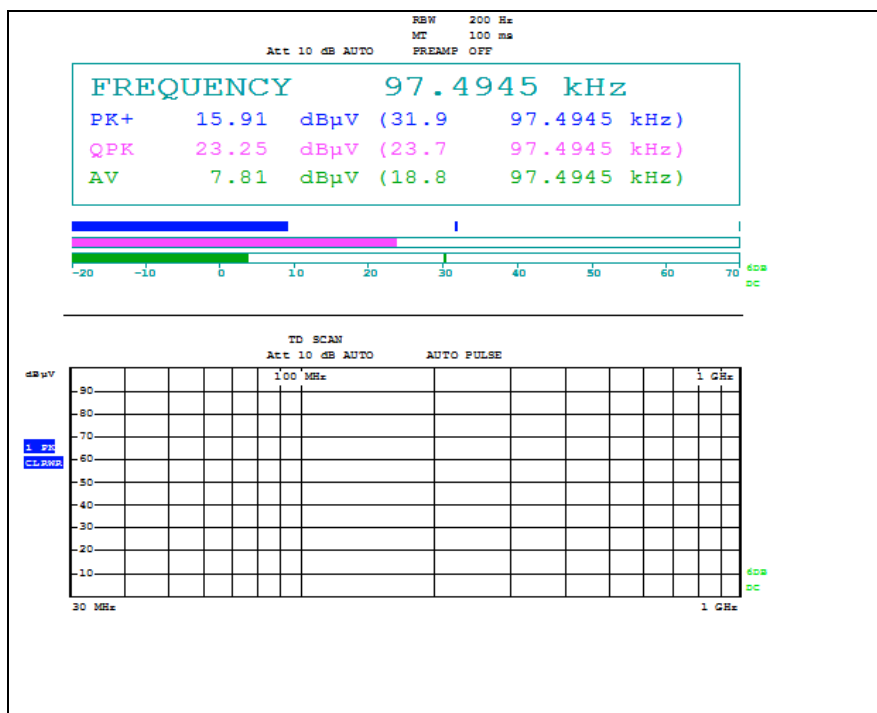 RBW 200 Hz
MT 100 ms
Att 10 dB AUTO PREAMP OFF
FREQUENCY 97.4945 kHz
PK+ 15.91 dBµV (31.9 97.4945 kHz)
QPK 23.25 dBµV (23.7 97.4945 kHz)
AV 7.81 dBµV (18.8 97.4945 kHz)
-20 -10 0 10 20 30 40 50 60 70
6DB
DC
TD SCAN
Att 10 dB AUTO AUTO PULSE
dBµV
100 MHz 1 GHz
90
80
70
1 PK
CLRWR
60
50
40
30
20
10
6DB
DC
30 MHz 1 GHz